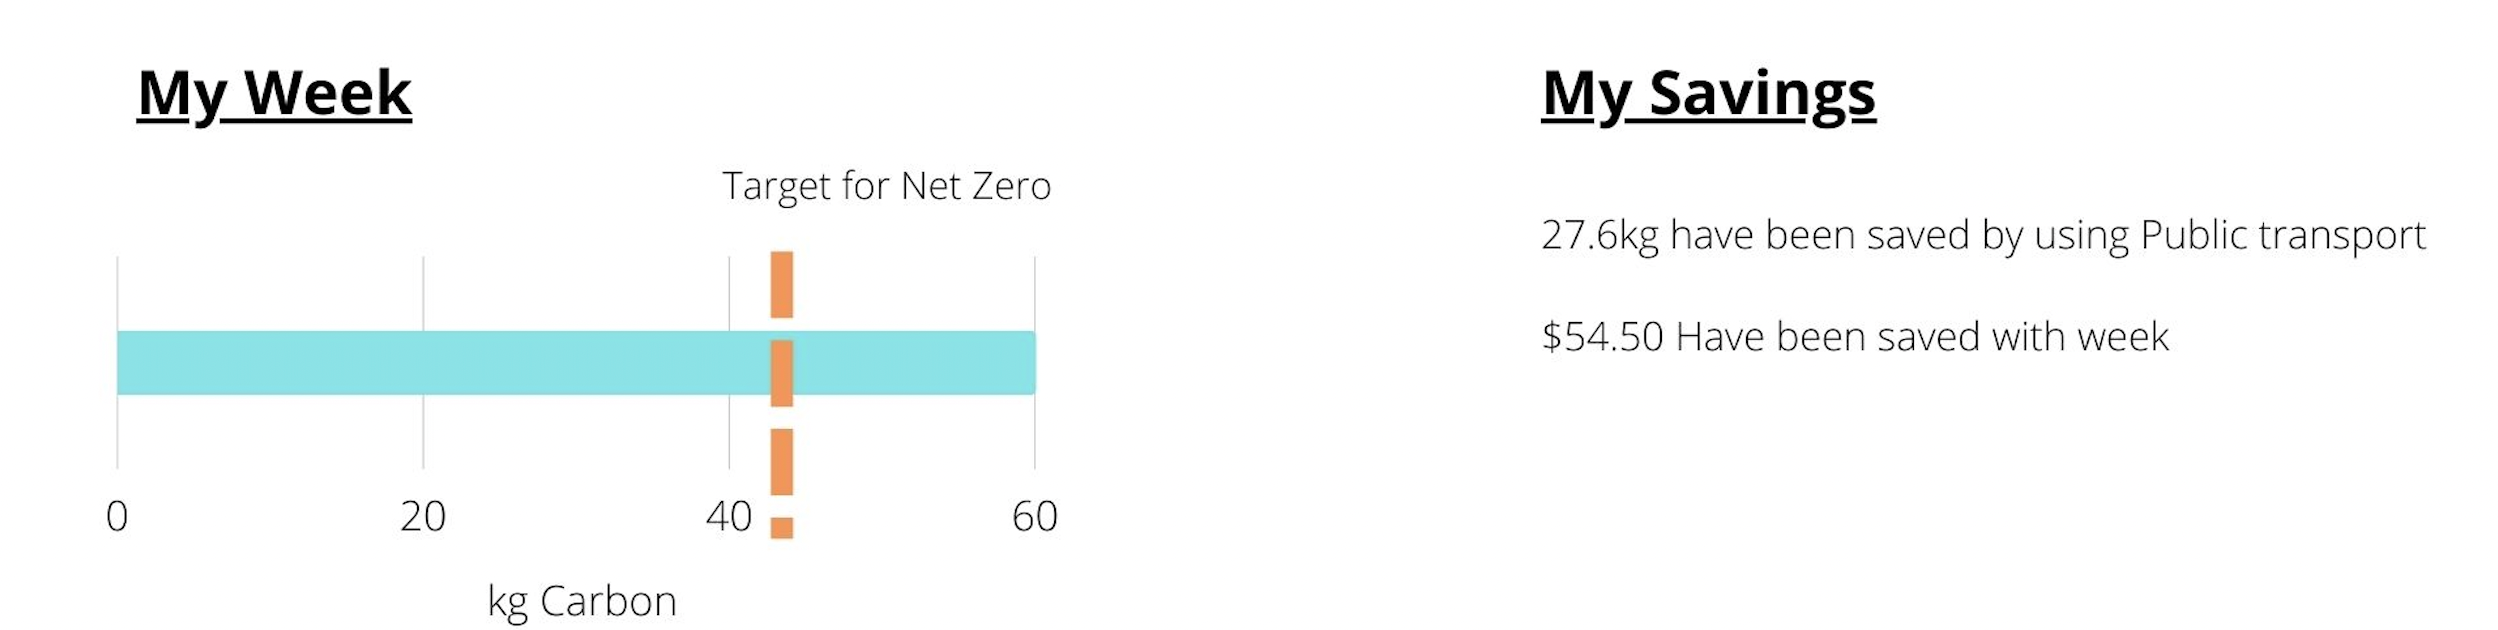 My Week
Target for Net Zero
0 20 40 60
kg Carbon
My Savings
27.6kg have been saved by using Public transport
$54.50 Have been saved with week